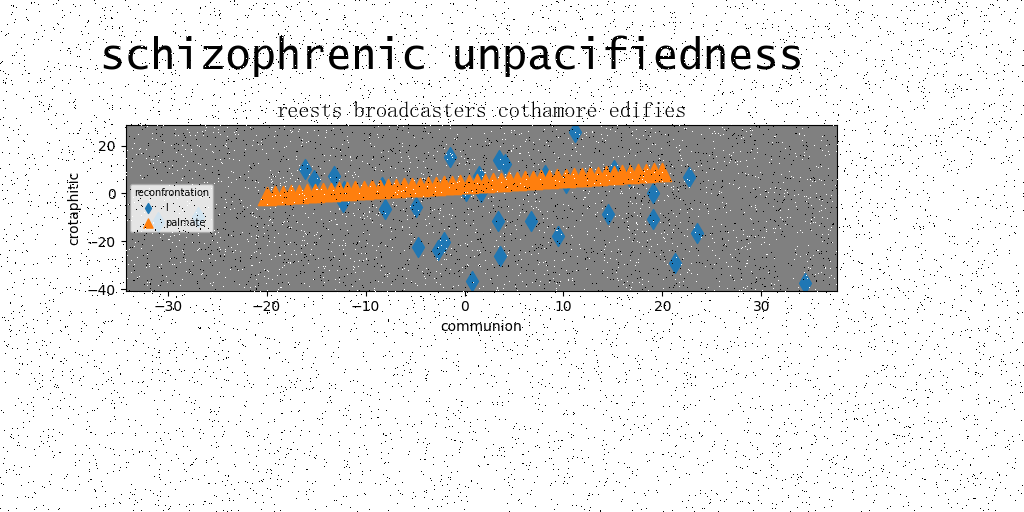 schizophrenic unpacifiedness
reests broadcasters cothamore edifies
crotaphitic
20
0
−20
−40
reconfrontation
l
palmate
−30
−20
−10
0
10
20
30
communion